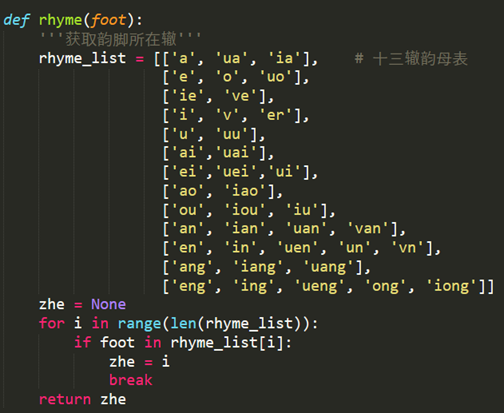 def rhyme(foot):
    '''获取韵脚所在辙'''
    rhyme_list = [['a', 'ua', 'ia'],    # 十三辙韵母表
                  ['e', 'o', 'uo'],
                  ['ie', 've'],
                  ['i', 'v', 'er'],
                  ['u', 'uu'],
                  ['ai','uai'],
                  ['ei','uei','ui'],
                  ['ao', 'iao'],
                  ['ou', 'iou', 'iu'],
                  ['an', 'ian', 'uan', 'van'],
                  ['en', 'in', 'uen', 'un', 'vn'],
                  ['ang', 'iang', 'uang'],
                  ['eng', 'ing', 'ueng', 'ong', 'iong']]
    zhe = None
    for i in range(len(rhyme_list)):
        if foot in rhyme_list[i]:
            zhe = i
            break
    return zhe